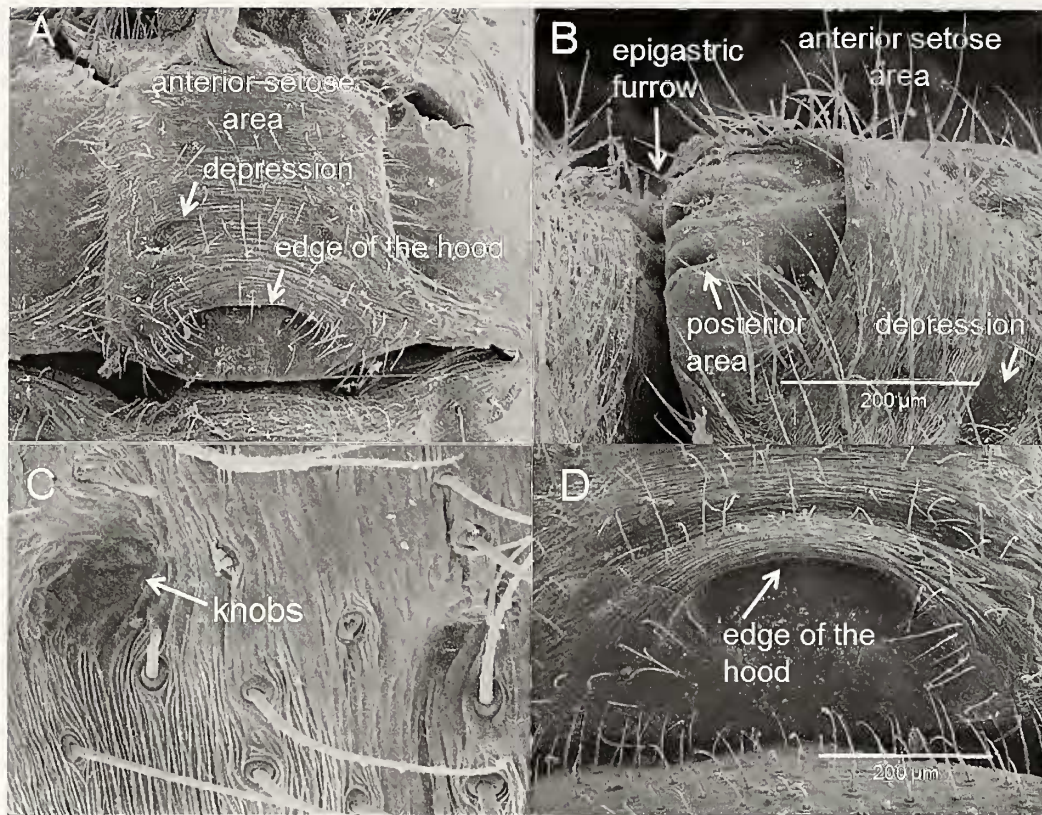 A
anterior setose
area
depression
edge of the hood
B
epigastric
furrow
anterior setose
area
posterior
area
depression
200 µm
C
knobs
D
edge of the
hood
200 µm